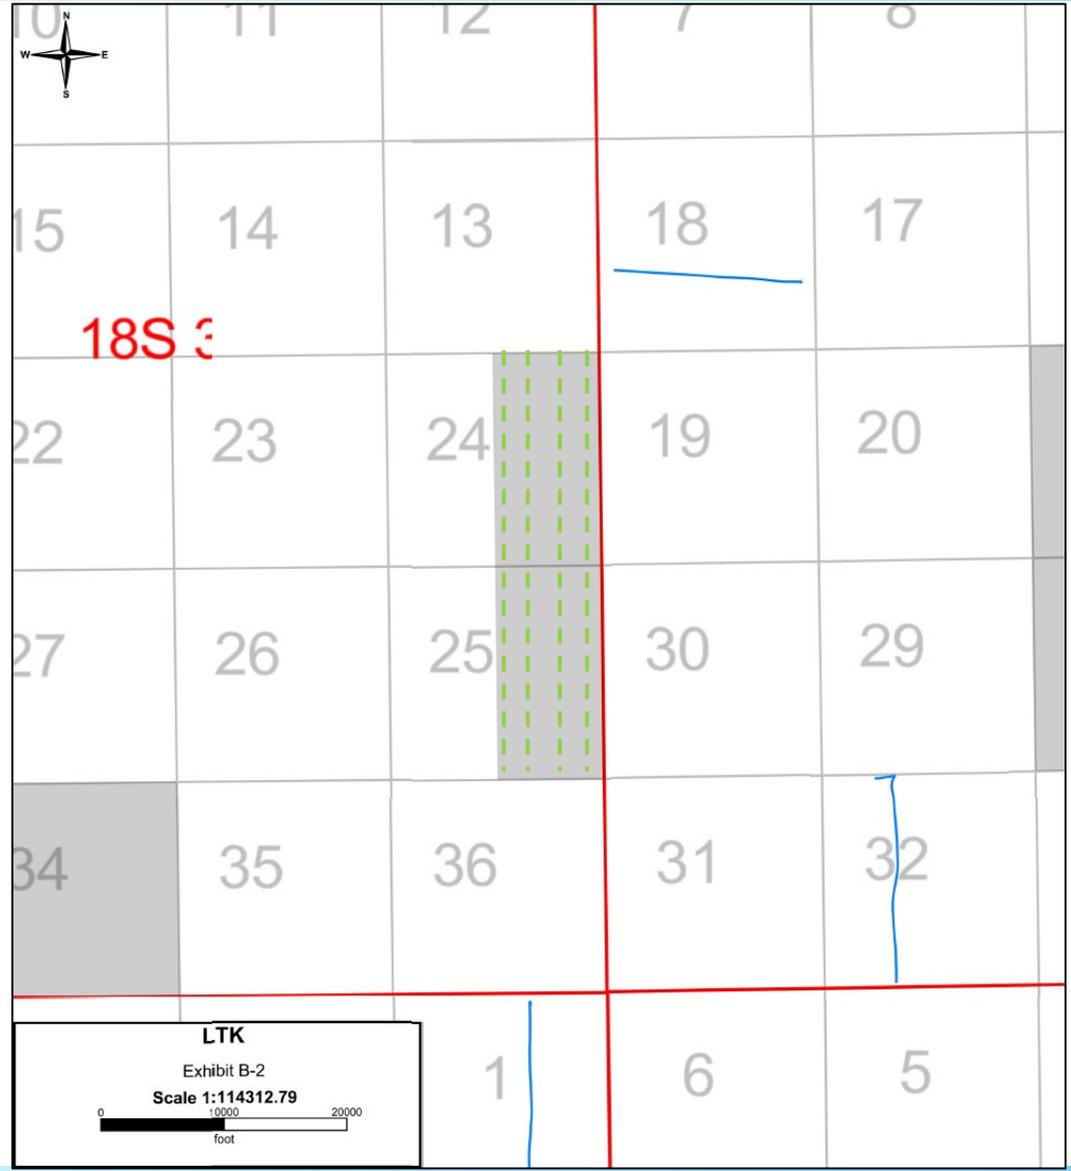 N
W E
S
10 11 12 7 8
15 14 13 18 17
18S 3
22 23 24 19 20
27 26 25 30 29
34 35 36 31 32
1 6 5
LTK
Exhibit B-2
Scale 1:114312.79
0 10000 20000
foot